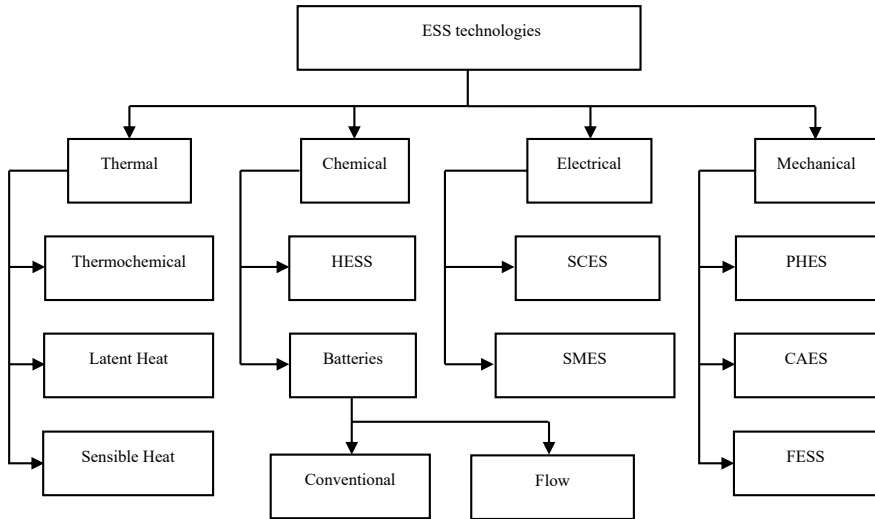 ESS technologies
Thermal
Chemical
Electrical
Mechanical
Thermochemical
HESS
SCES
PHES
Latent Heat
Batteries
SMES
CAES
Sensible Heat
Conventional
Flow
FESS